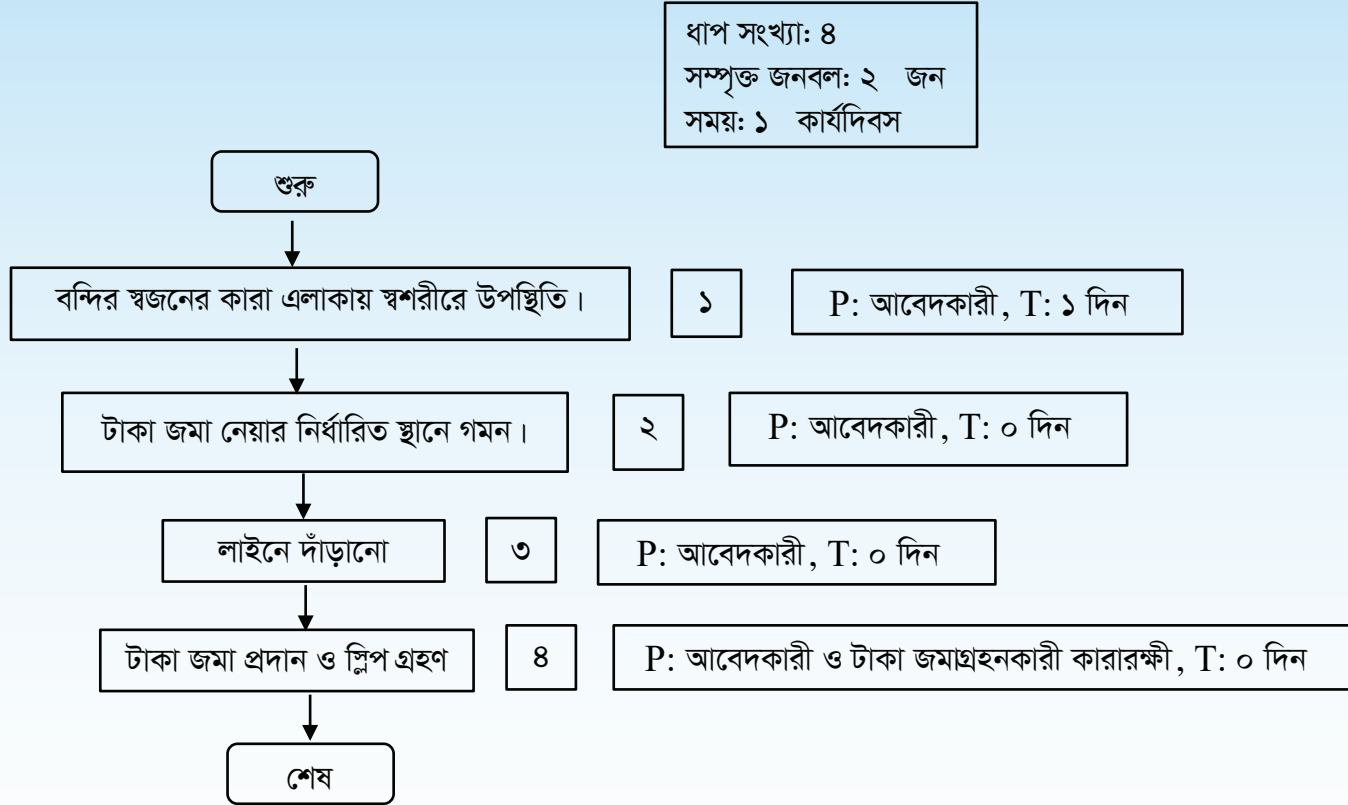 ধাপ সংখ্যা: ৪
সম্পৃক্ত জনবল: ২ জন
সময়: ১ কার্যদিবস
শুরু
বন্দির স্বজনের কারা এলাকায় স্বশরীরে উপস্থিতি।
১
P: আবেদকারী, T: ১ দিন
টাকা জমা নেয়ার নির্ধারিত স্থানে গমন।
২
P: আবেদকারী, T: ০ দিন
লাইনে দাঁড়ানো
৩
P: আবেদকারী, T: ০ দিন
টাকা জমা প্রদান ও স্লিপ গ্রহণ
৪
P: আবেদকারী ও টাকা জমাগ্রহনকারী কারারক্ষী, T: ০ দিন
শেষ